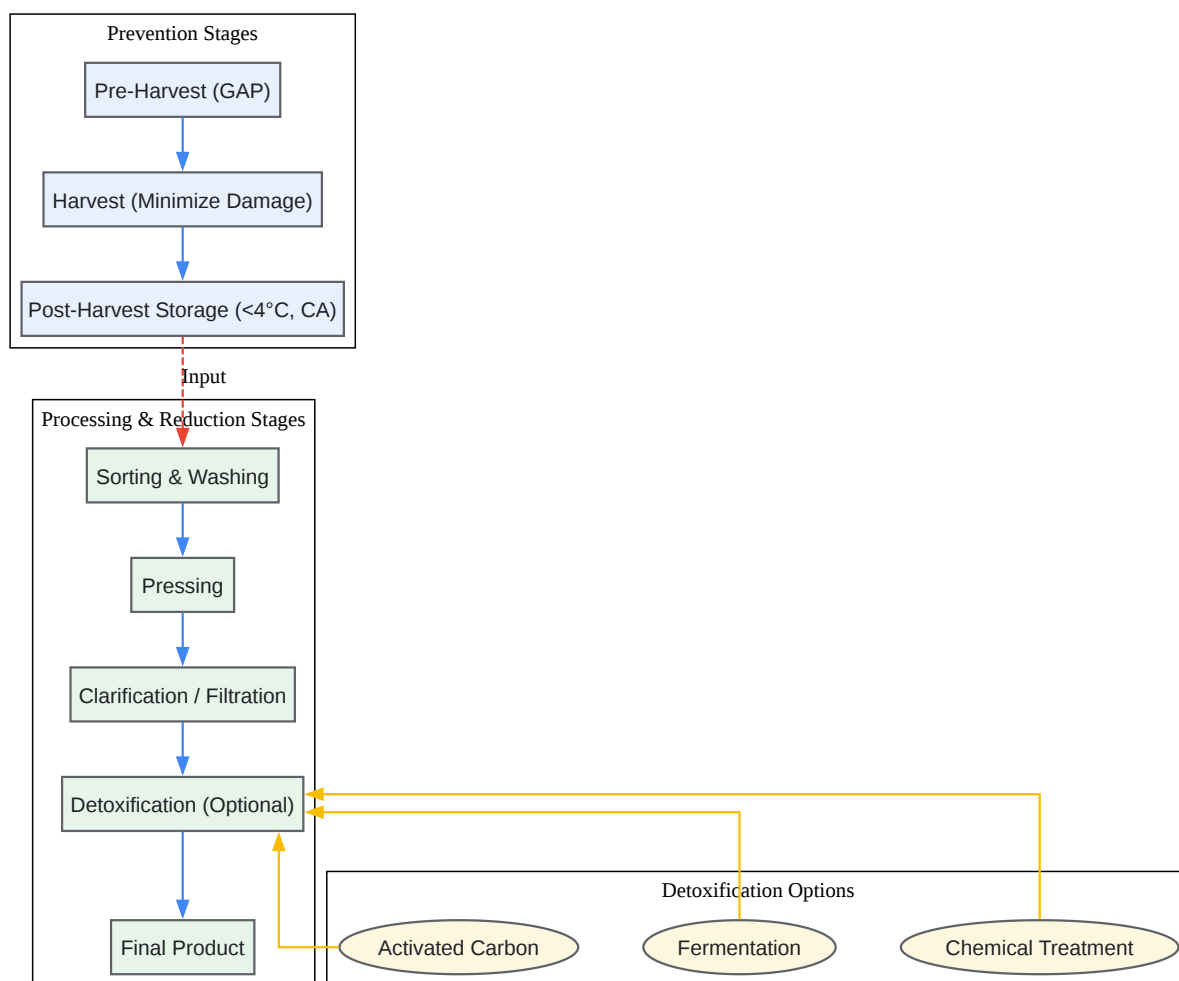 Prevention Stages
Pre-Harvest (GAP)
Harvest (Minimize Damage)
Post-Harvest Storage (<4°C, CA)
Input
Processing & Reduction Stages
Sorting & Washing
Pressing
Clarification / Filtration
Detoxification (Optional)
Final Product
Detoxification Options
Activated Carbon
Fermentation
Chemical Treatment